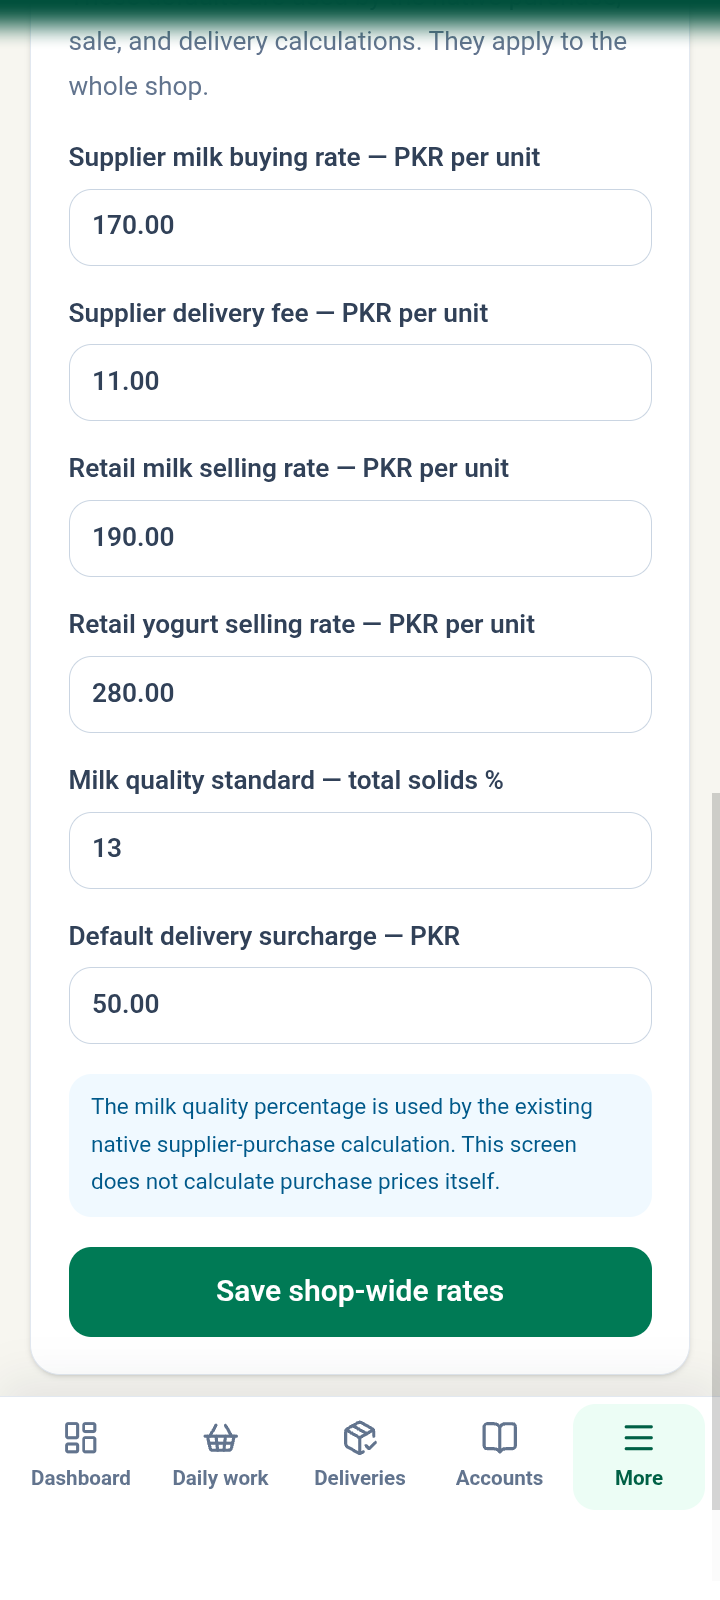 sale, and delivery calculations. They apply to the
whole shop.
Supplier milk buying rate — PKR per unit
170.00
Supplier delivery fee — PKR per unit
11.00
Retail milk selling rate — PKR per unit
190.00
Retail yogurt selling rate — PKR per unit
280.00
Milk quality standard — total solids %
13
Default delivery surcharge — PKR
50.00
The milk quality percentage is used by the existing
native supplier-purchase calculation. This screen
does not calculate purchase prices itself.
Save shop-wide rates
Dashboard
Daily work
Deliveries
Accounts
More